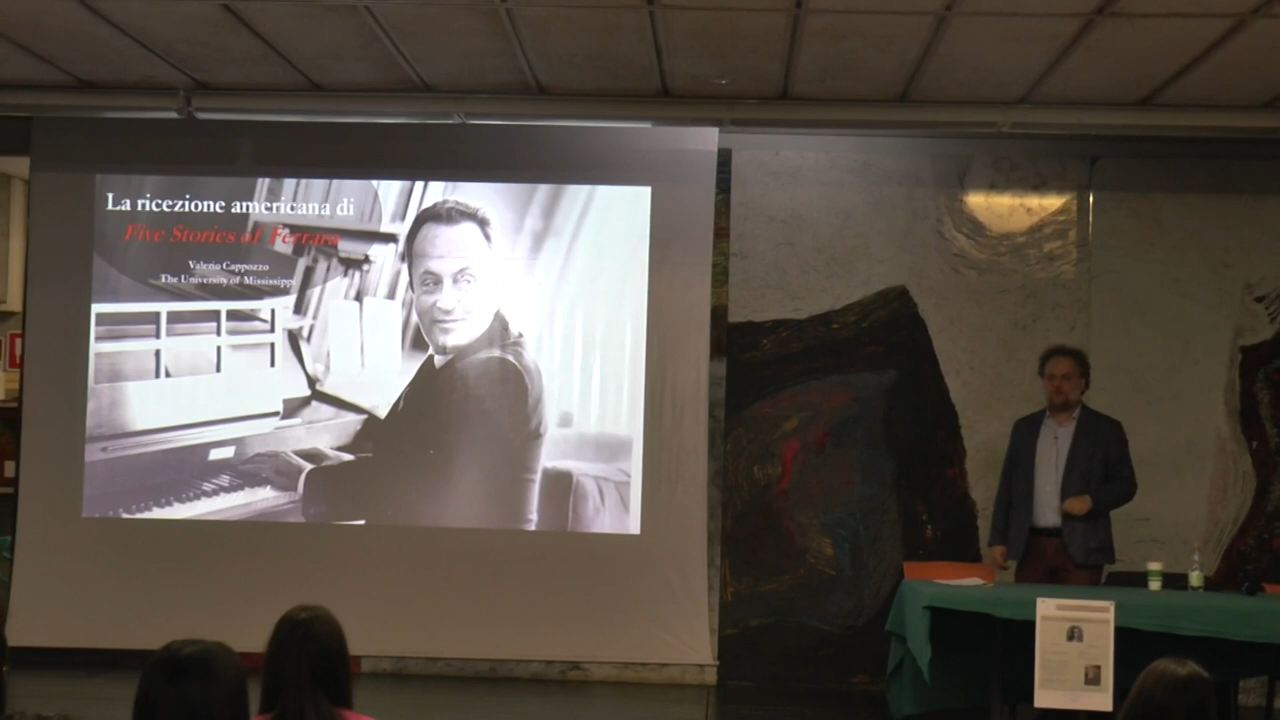 La ricezione americana di
Five Stories of Ferrara
Valerio Cappozzo
The University of Mississippi